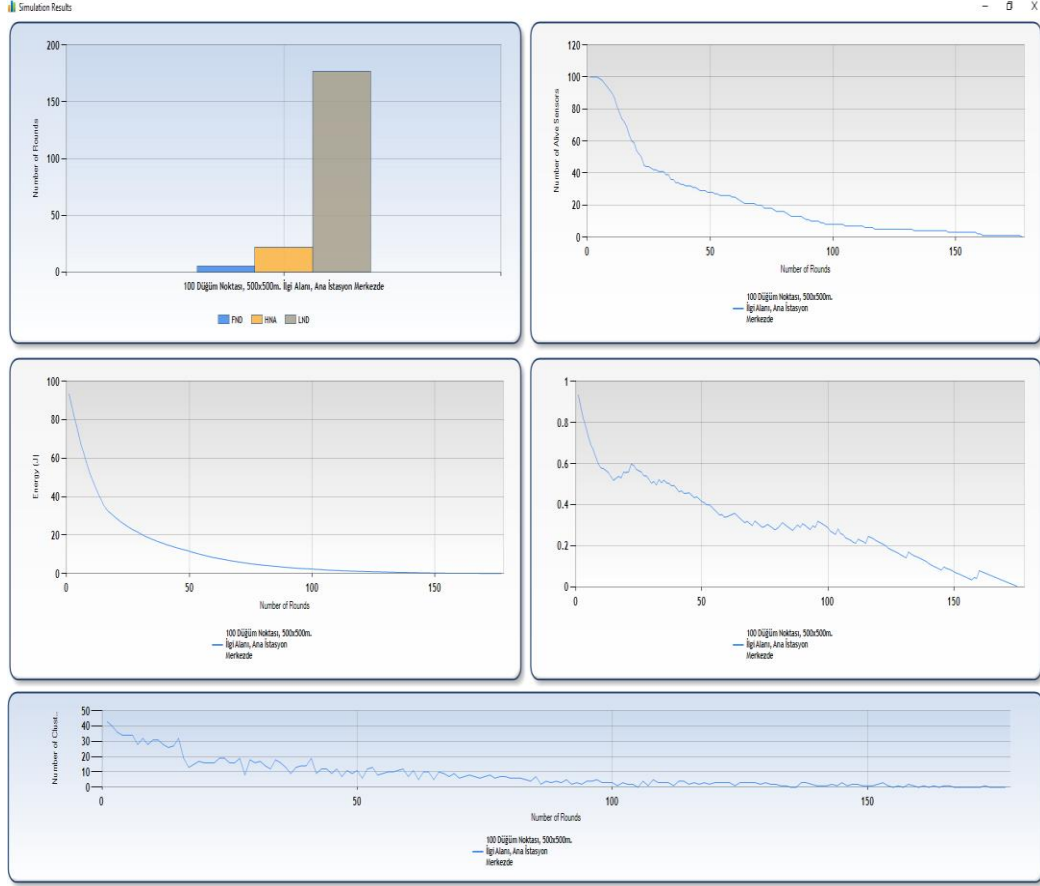 Simulation Results
200
150
100
50
0
Number of Rounds
100 Düğüm Noktası, 500x500m. İlgi Alanı, Ana İstasyon Merkezde
FND HNA LND
120
100
80
60
40
20
0
Number of Alive Sensors
0 50 100 150
Number of Rounds
100 Düğüm Noktası, 500x500m.
İlgi Alanı, Ana İstasyon
Merkezde
100
80
60
40
20
0
Energy (J)
0 50 100 150
Number of Rounds
100 Düğüm Noktası, 500x500m.
İlgi Alanı, Ana İstasyon
Merkezde
1
0.8
0.6
0.4
0.2
0
0 50 100 150
100 Düğüm Noktası, 500x500m.
İlgi Alanı, Ana İstasyon
Merkezde
50
40
30
20
10
0
Number of Clust..
0 50 100 150
Number of Rounds
100 Düğüm Noktası, 500x500m.
İlgi Alanı, Ana İstasyon
Merkezde